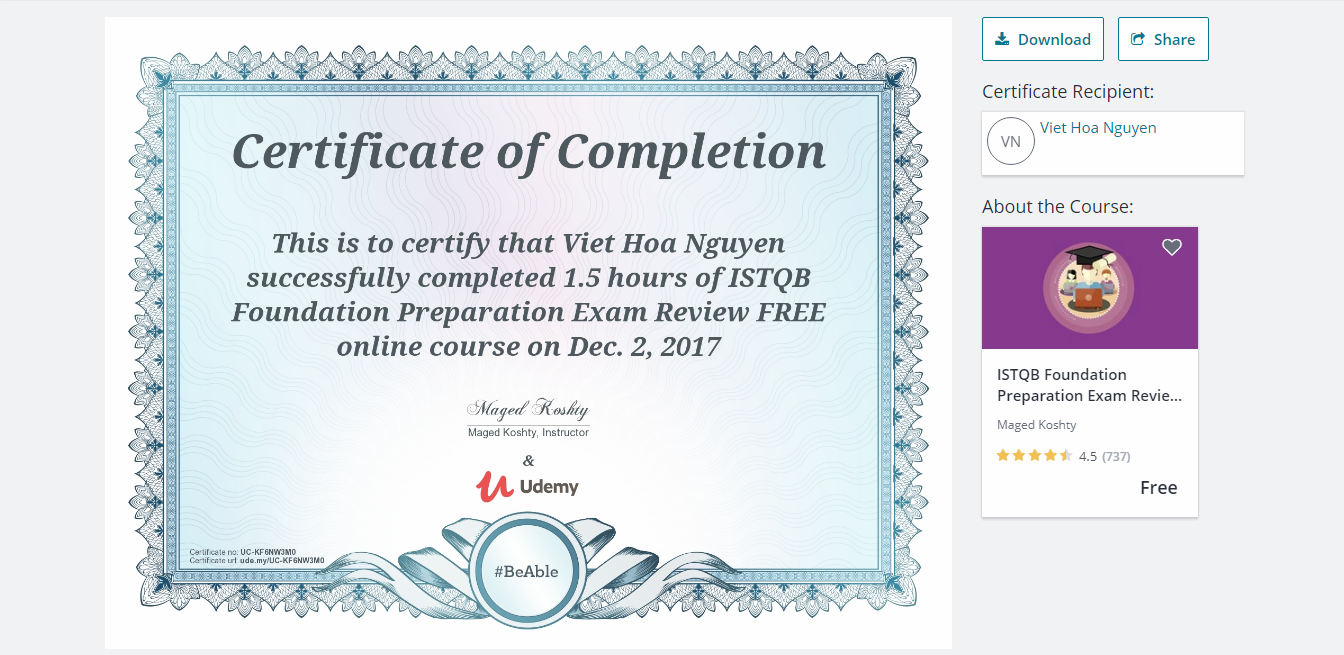 Certificate of Completion
This is to certify that Viet Hoa Nguyen
successfully completed 1.5 hours of ISTQB
Foundation Preparation Exam Review FREE
online course on Dec. 2, 2017
Maged Koshty
Maged Koshty, Instructor
&
Udemy
Certificate no: UC-KF6NW3M0
Certificate url: ude.my/UC-KF6NW3M0
#BeAble
Download
Share
Certificate Recipient:
VN
Viet Hoa Nguyen
About the Course:
ISTQB Foundation
Preparation Exam Revie...
Maged Koshty
4.5 (737)
Free